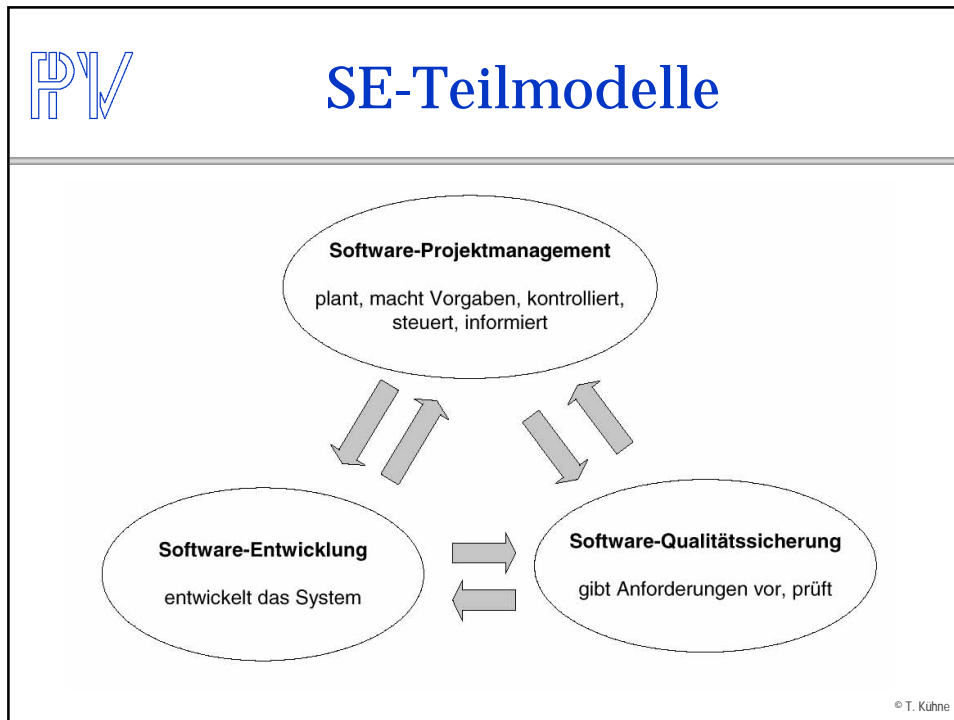 SE-Teilmodelle
Software-Projektmanagement
plant, macht Vorgaben, kontrolliert,
steuert, informiert
Software-Entwicklung
entwickelt das System
Software-Qualitätssicherung
gibt Anforderungen vor, prüft
© T. Kühne